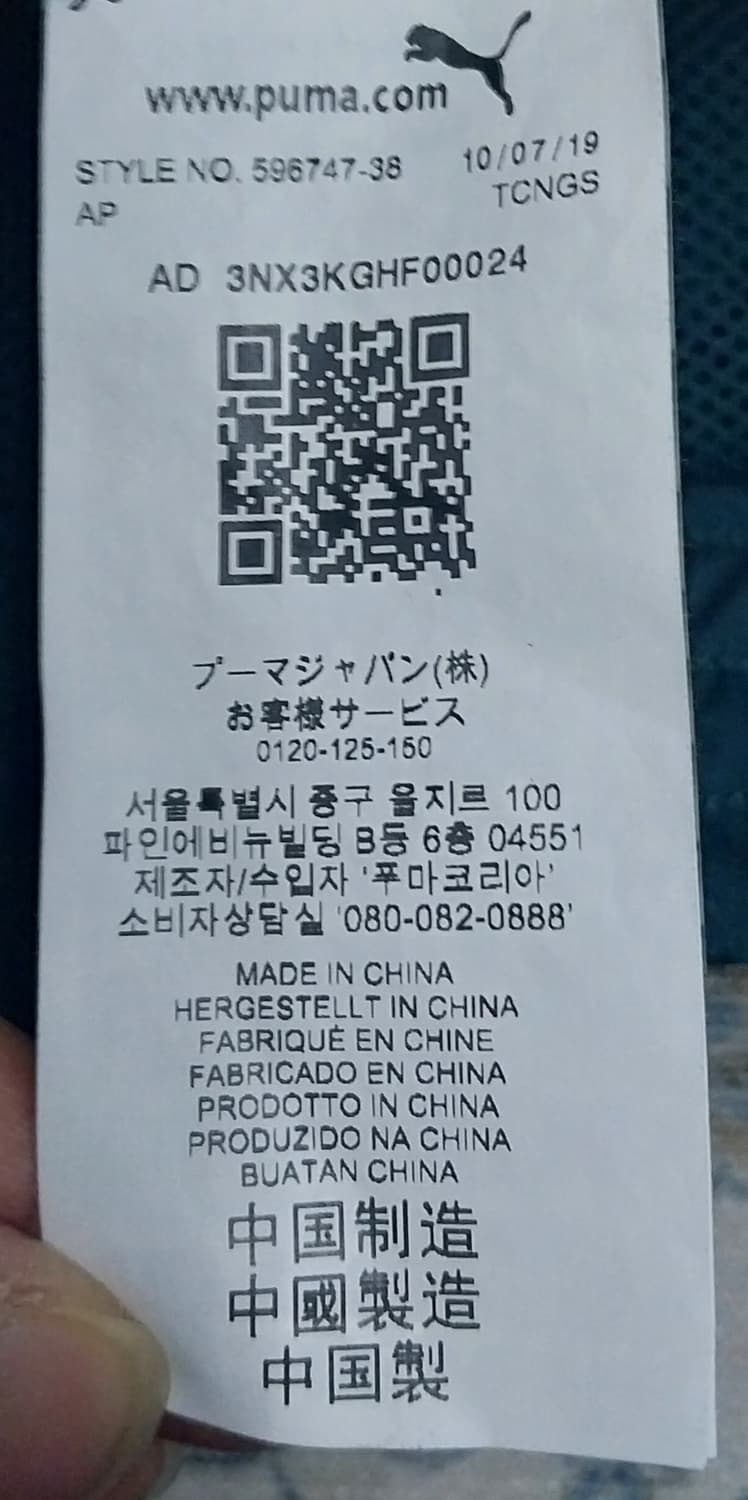 www.puma.com
STYLE NO. 596747-38 10/07/19
AP TCNGS
AD 3NX3KGHF00024
プーマジャパン(株)
お客様サービス
0120-125-150
서울특별시 중구 을지르 100
파인에비뉴빌딩 B등 6층 04551
제조자/수입자 '푸마코리아'
소비자상담실 '080-082-0888'
MADE IN CHINA
HERGESTELLT IN CHINA
FABRIQUÉ EN CHINE
FABRICADO EN CHINA
PRODOTTO IN CHINA
PRODUZIDO NA CHINA
BUATAN CHINA
中国制造
中國製造
中国製